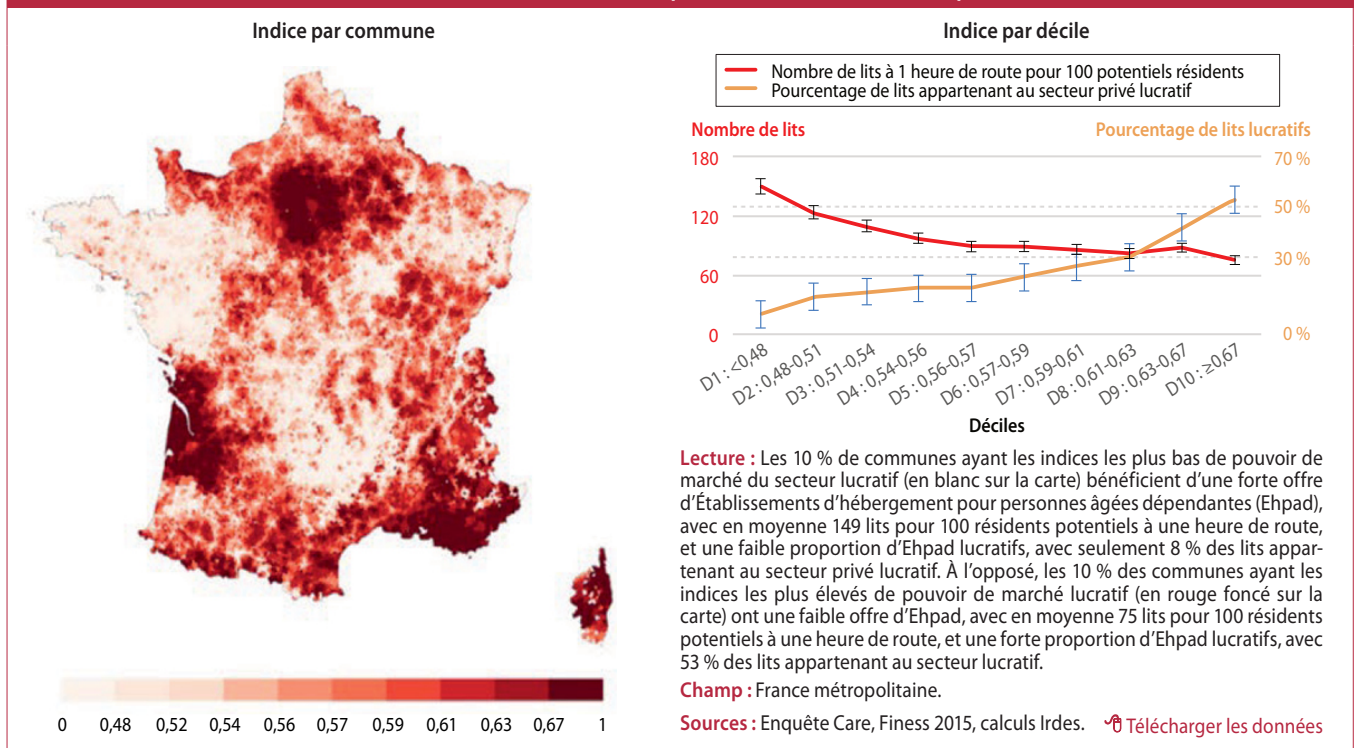 Indice par commune
0 0,48 0,52 0,54 0,56 0,57 0,59 0,61 0,63 0,67 1
Indice par décile
Nombre de lits à 1 heure de route pour 100 potentiels résidents
Pourcentage de lits appartenant au secteur privé lucratif
Nombre de lits
Pourcentage de lits lucratifs
180
120
60
0
70 %
50 %
30 %
0 %
D1 : <0,48
D2 : 0,48-0,51
D3 : 0,51-0,54
D4 : 0,54-0,56
D5 : 0,56-0,57
D6 : 0,57-0,59
D7 : 0,59-0,61
D8 : 0,61-0,63
D9 : 0,63-0,67
D10 : ≥0,67
Déciles
Lecture : Les 10 % de communes ayant les indices les plus bas de pouvoir de
marché du secteur lucratif (en blanc sur la carte) bénéficient d'une forte offre
d'Établissements d'hébergement pour personnes âgées dépendantes (Ehpad),
avec en moyenne 149 lits pour 100 résidents potentiels à une heure de route,
et une faible proportion d'Ehpad lucratifs, avec seulement 8 % des lits appar-
tenant au secteur privé lucratif. À l'opposé, les 10 % des communes ayant les
indices les plus élevés de pouvoir de marché lucratif (en rouge foncé sur la
carte) ont une faible offre d'Ehpad, avec en moyenne 75 lits pour 100 résidents
potentiels à une heure de route, et une forte proportion d'Ehpad lucratifs, avec
53 % des lits appartenant au secteur lucratif.
Champ : France métropolitaine.
Sources : Enquête Care, Finess 2015, calculs Irdes. Télécharger les données